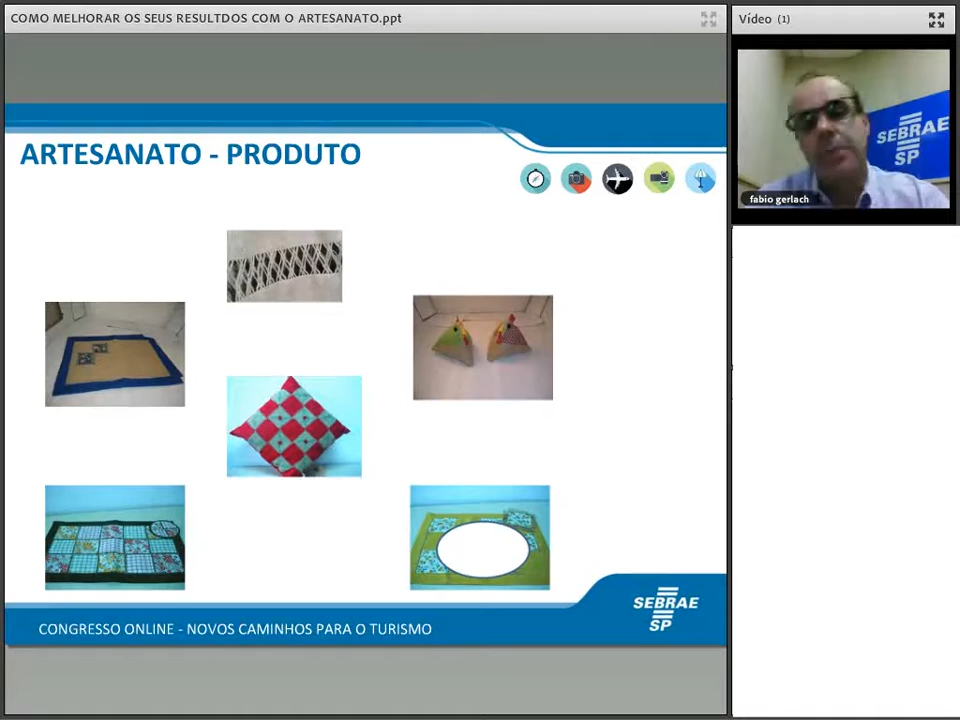 COMO MELHORAR OS SEUS RESULTDOS COM O ARTESANATO.ppt
Vídeo (1)
SEBRAE
SP
fabio gerlach
ARTESANATO - PRODUTO
SEBRAE
SP
CONGRESSO ONLINE - NOVOS CAMINHOS PARA O TURISMO